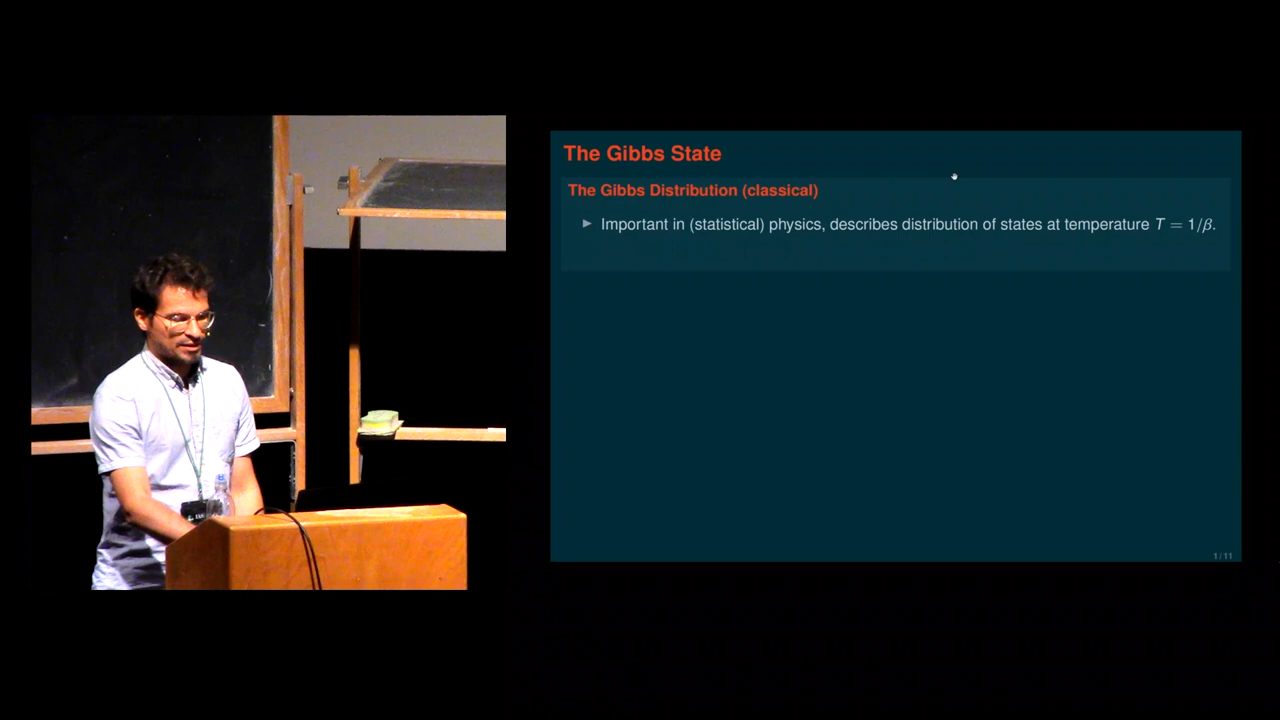 The Gibbs State
The Gibbs Distribution (classical)
► Important in (statistical) physics, describes distribution of states at temperature T = 1/β.
1 / 11